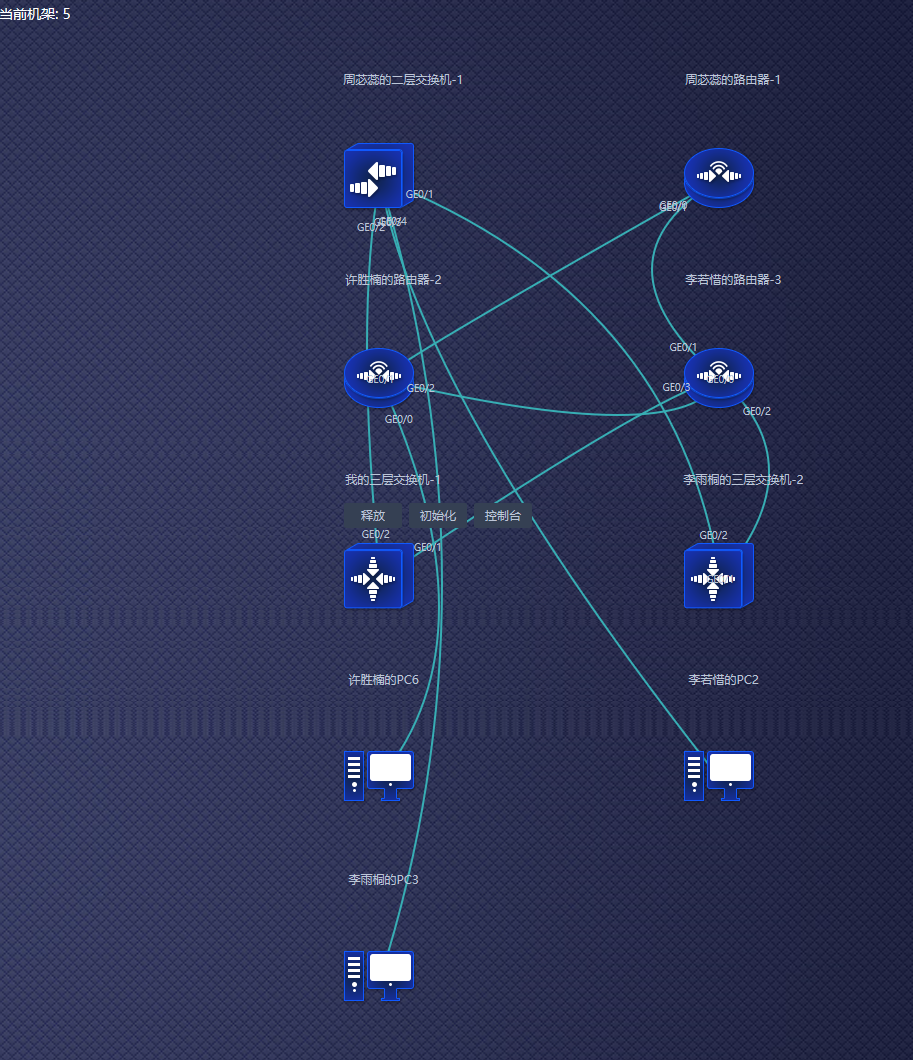 当前机架: 5
周苾蕊的二层交换机-1
周苾蕊的路由器-1
GE0/1
GE0/2
GE0/4
GE0/0
许胜楠的路由器-2
李若惜的路由器-3
GE0/1
GE0/2
GE0/3
GE0/0
GE0/2
我的三层交换机-1
李雨桐的三层交换机-2
释放
初始化
控制台
GE0/2
GE0/2
GE0/1
许胜楠的PC6
李若惜的PC2
李雨桐的PC3